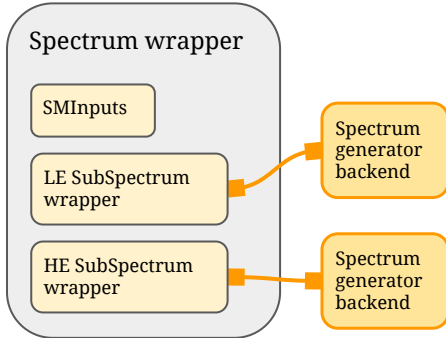 Spectrum wrapper
SMInputs
LE SubSpectrum
wrapper
HE SubSpectrum
wrapper
Spectrum
generator
backend
Spectrum
generator
backend